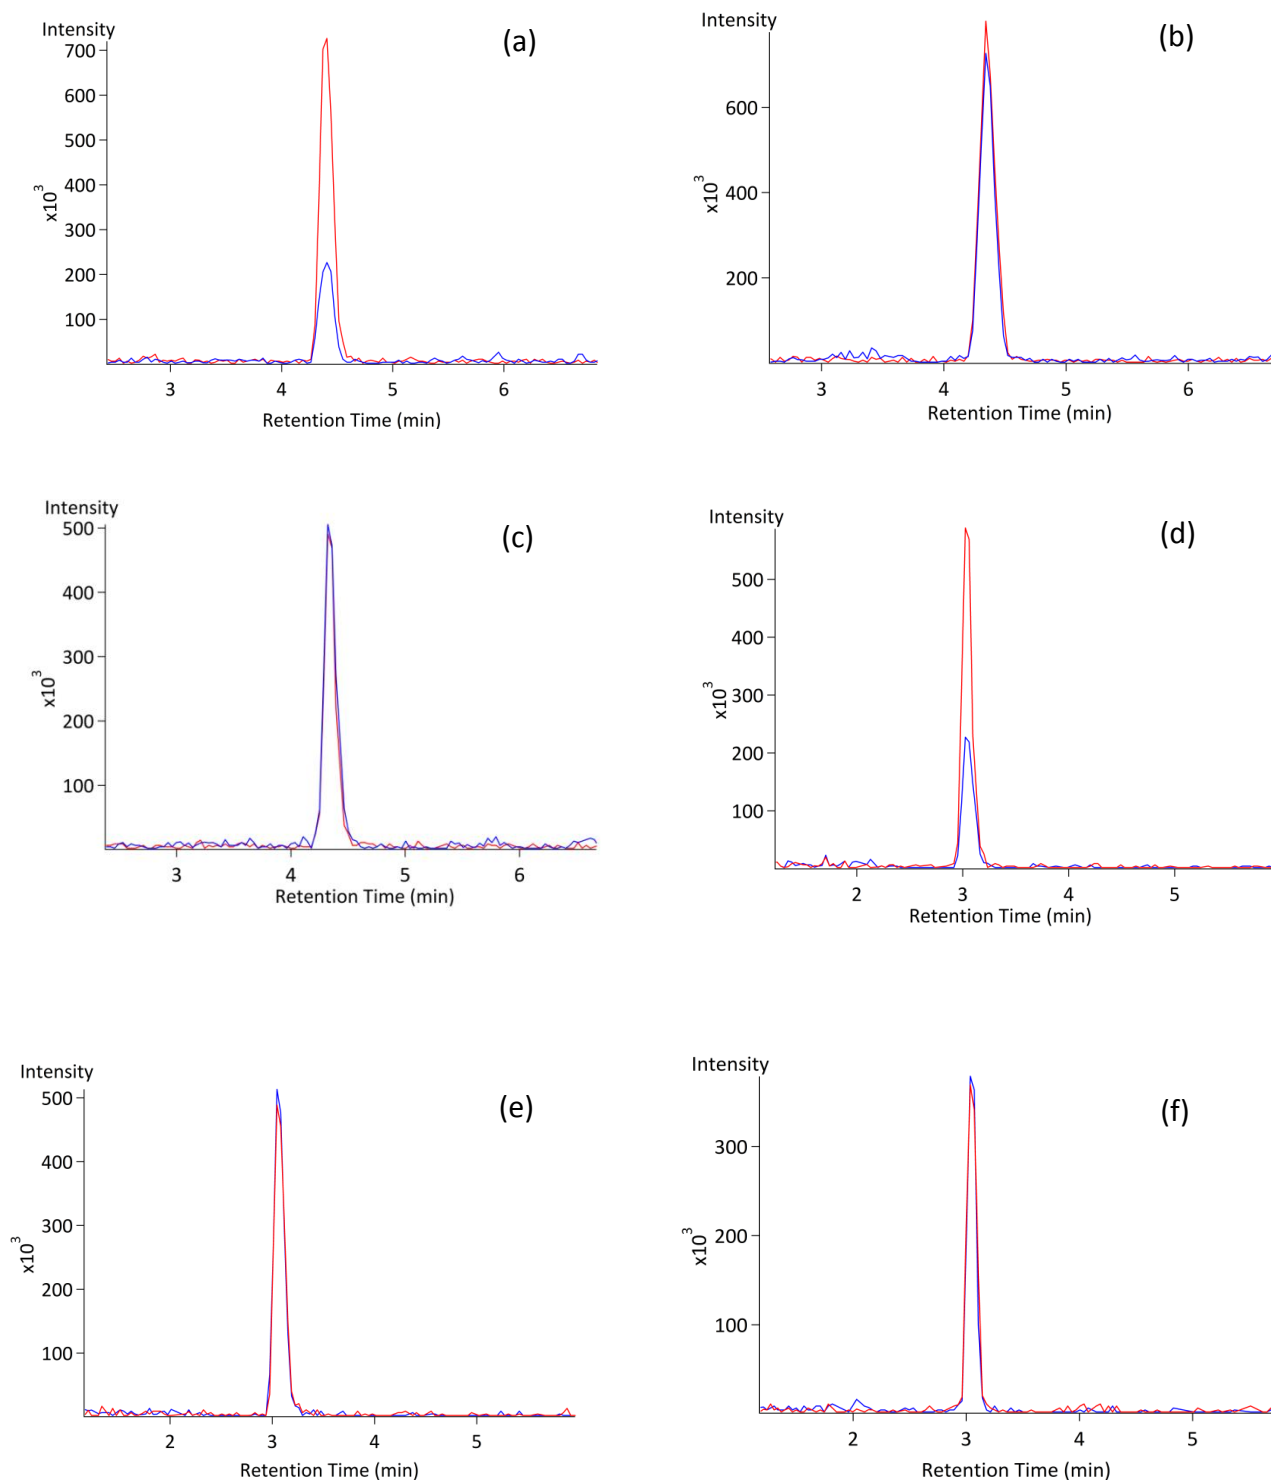 Intensity
(a)
700
600
500
400
300
200
100
x10^3
3 4 5 6
Retention Time (min)
(b)
600
400
200
x10^3
3 4 5 6
Retention Time (min)
Intensity
(c)
500
400
300
200
100
x10^3
3 4 5 6
Retention Time (min)
Intensity
(d)
500
400
300
200
100
x10^3
2 3 4 5
Retention Time (min)
Intensity
(e)
500
400
300
200
100
x10^3
2 3 4 5
Retention Time (min)
Intensity
(f)
300
200
100
x10^3
2 3 4 5
Retention Time (min)
Intensity